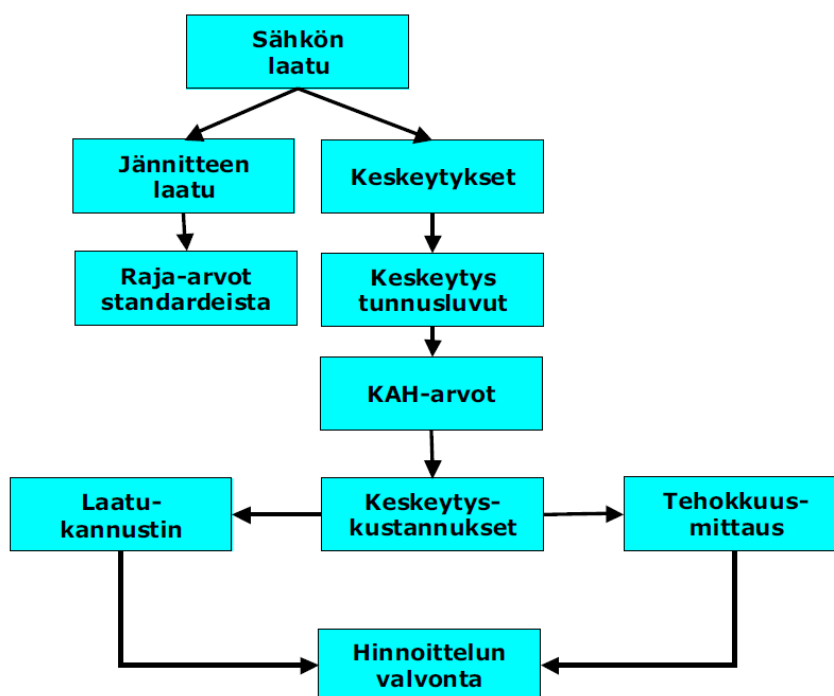 Sähkön
laatu
Jännitteen
laatu
Keskeytykset
Raja-arvot
standardeista
Keskeytys
tunnusluvut
KAH-arvot
Laatu-
kannustin
Keskeytys-
kustannukset
Tehokkuus-
mittaus
Hinnoittelun
valvonta